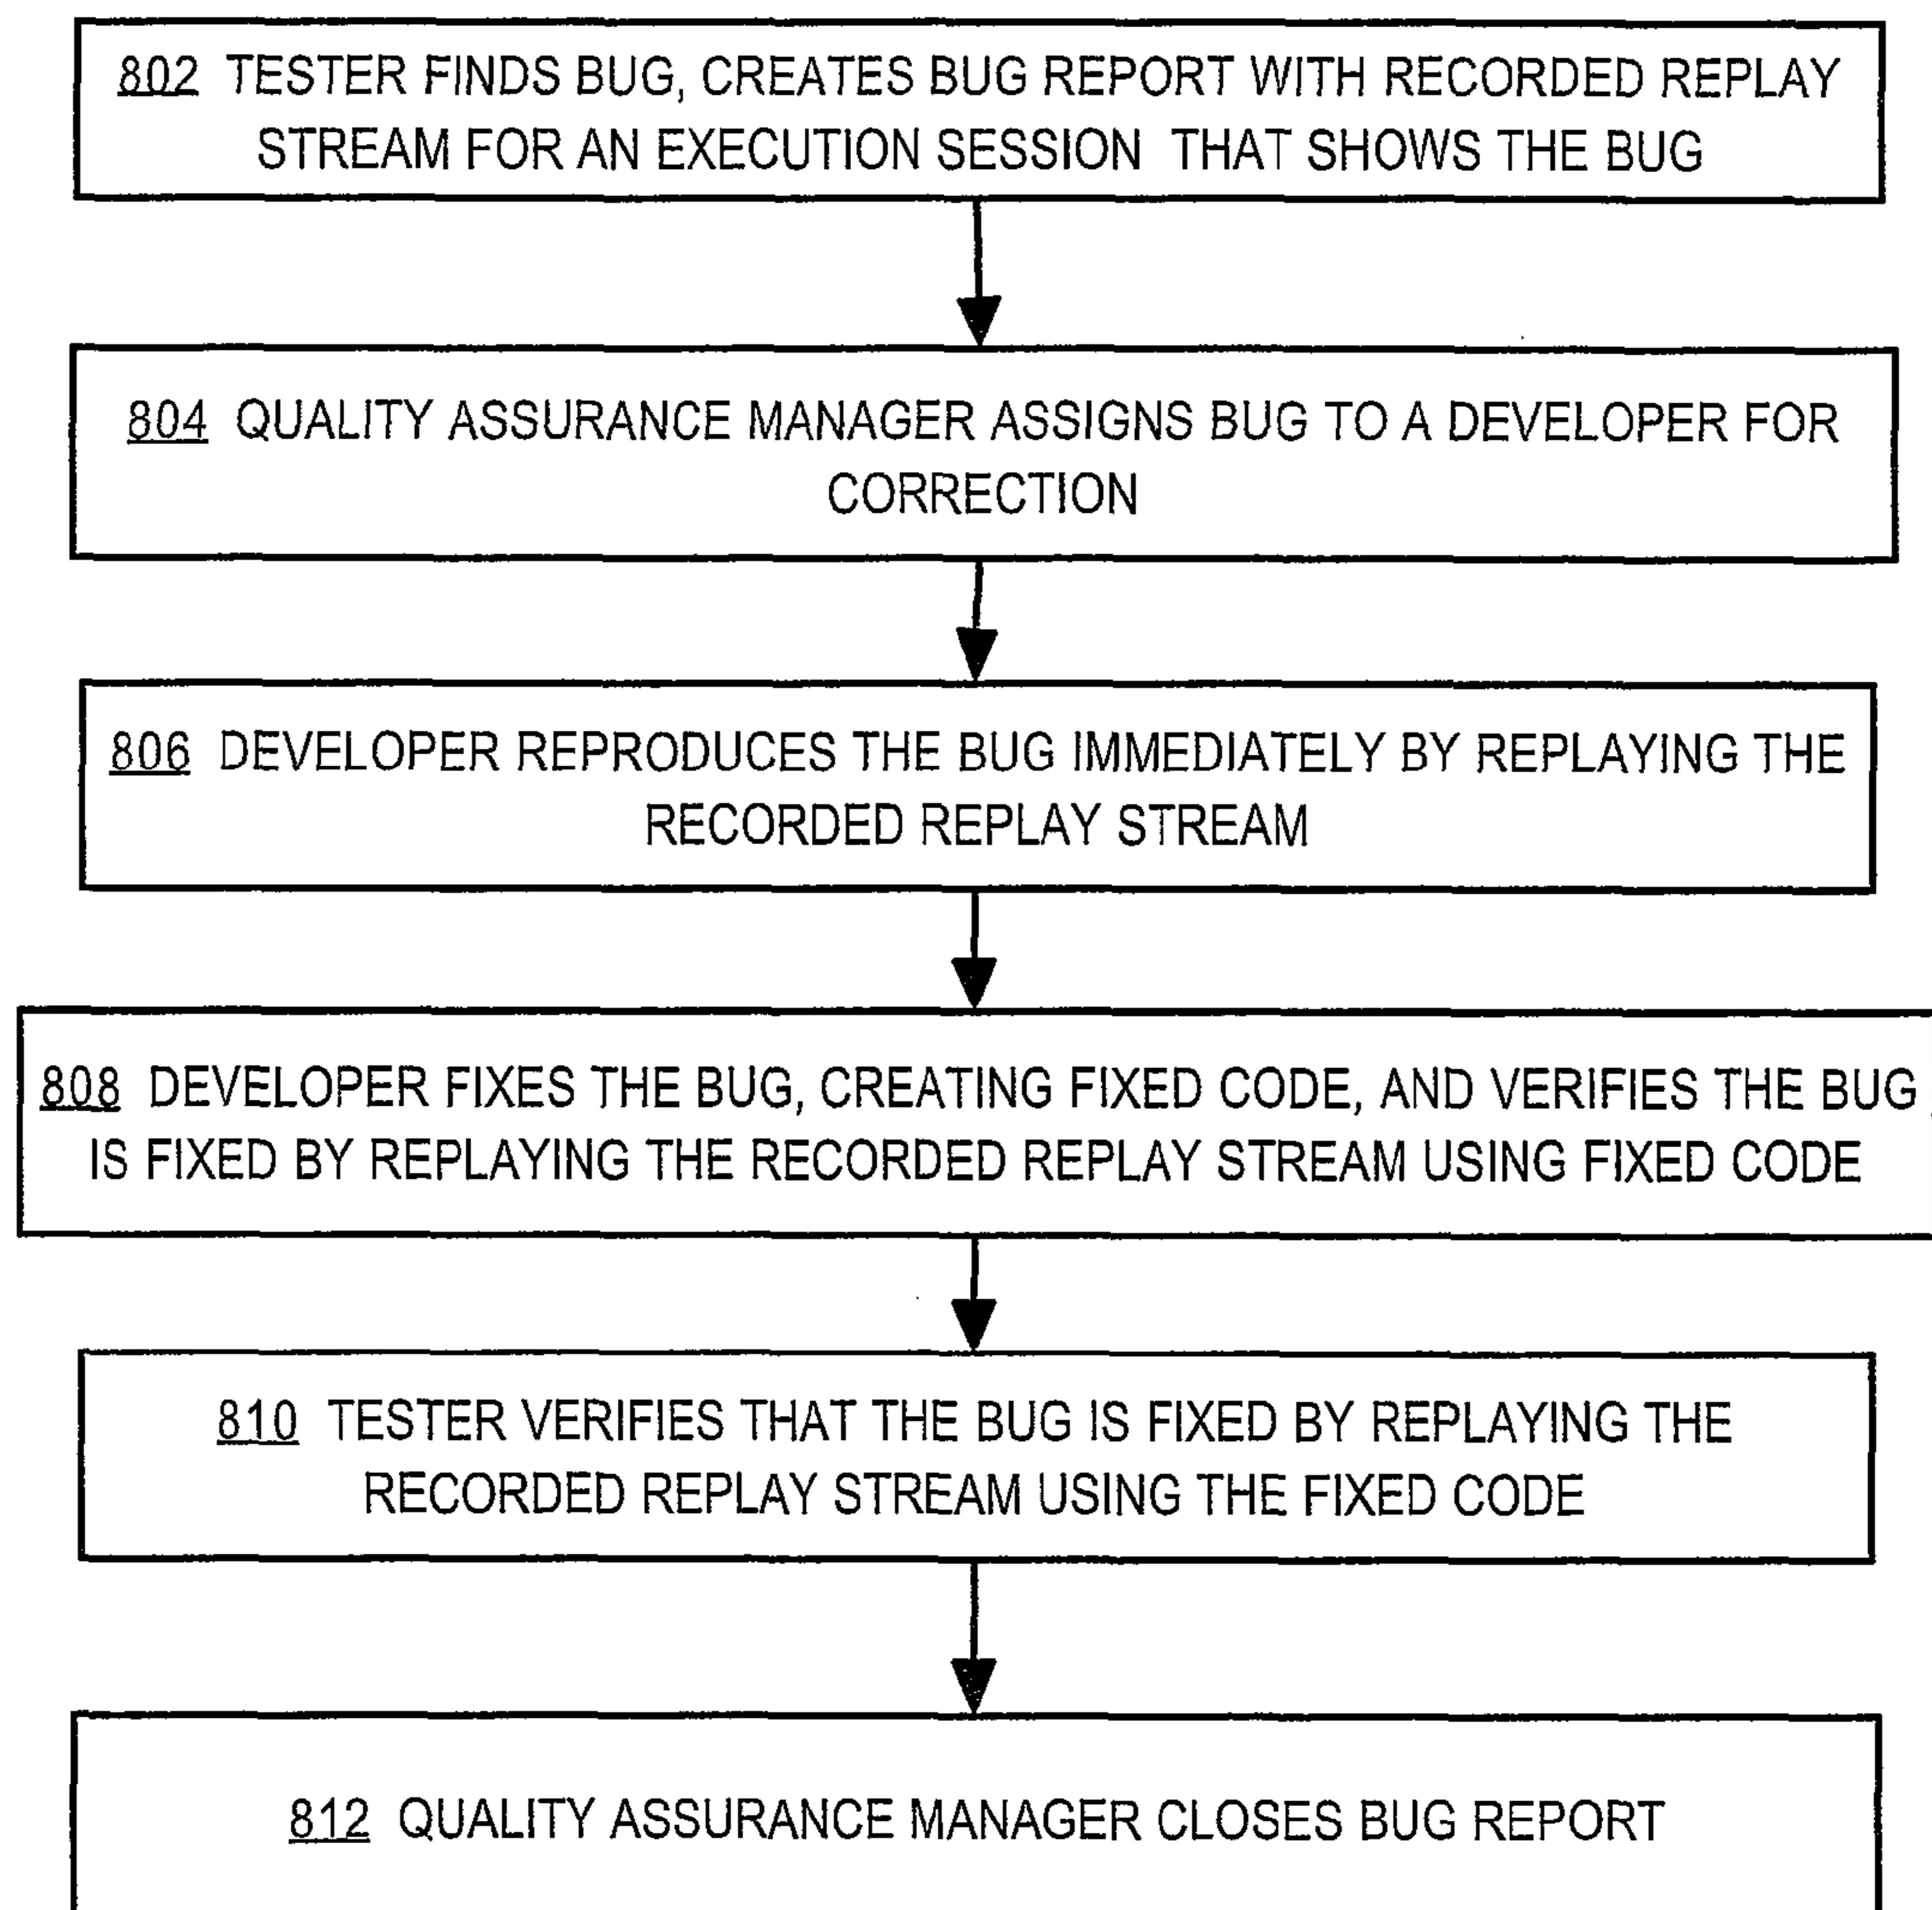 802 TESTER FINDS BUG, CREATES BUG REPORT WITH RECORDED REPLAY
STREAM FOR AN EXECUTION SESSION THAT SHOWS THE BUG
804 QUALITY ASSURANCE MANAGER ASSIGNS BUG TO A DEVELOPER FOR
CORRECTION
806 DEVELOPER REPRODUCES THE BUG IMMEDIATELY BY REPLAYING THE
RECORDED REPLAY STREAM
808 DEVELOPER FIXES THE BUG, CREATING FIXED CODE, AND VERIFIES THE BUG
IS FIXED BY REPLAYING THE RECORDED REPLAY STREAM USING FIXED CODE
810 TESTER VERIFIES THAT THE BUG IS FIXED BY REPLAYING THE
RECORDED REPLAY STREAM USING THE FIXED CODE
812 QUALITY ASSURANCE MANAGER CLOSES BUG REPORT